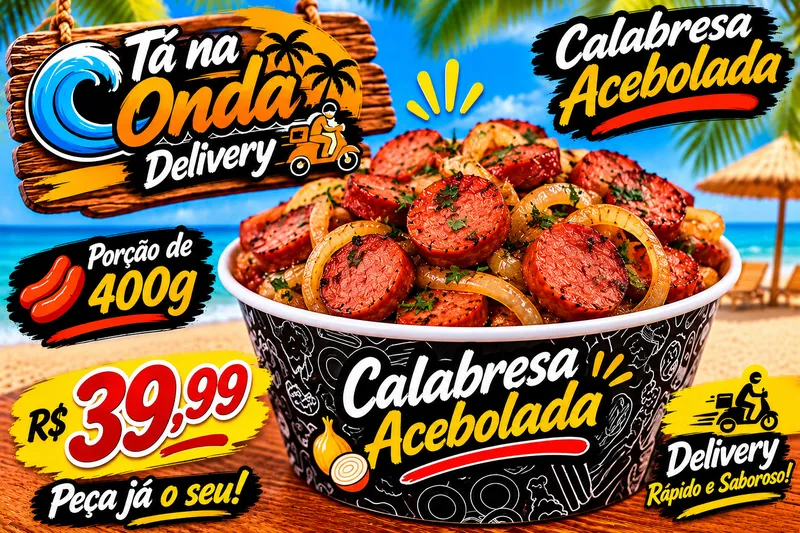 Tá na
Onda
Delivery
Calabresa
Acebolada
Porção de
400g
R$ 39,99
Peça já o seu!
Calabresa
Acebolada
Delivery
Rápido e Saboroso!